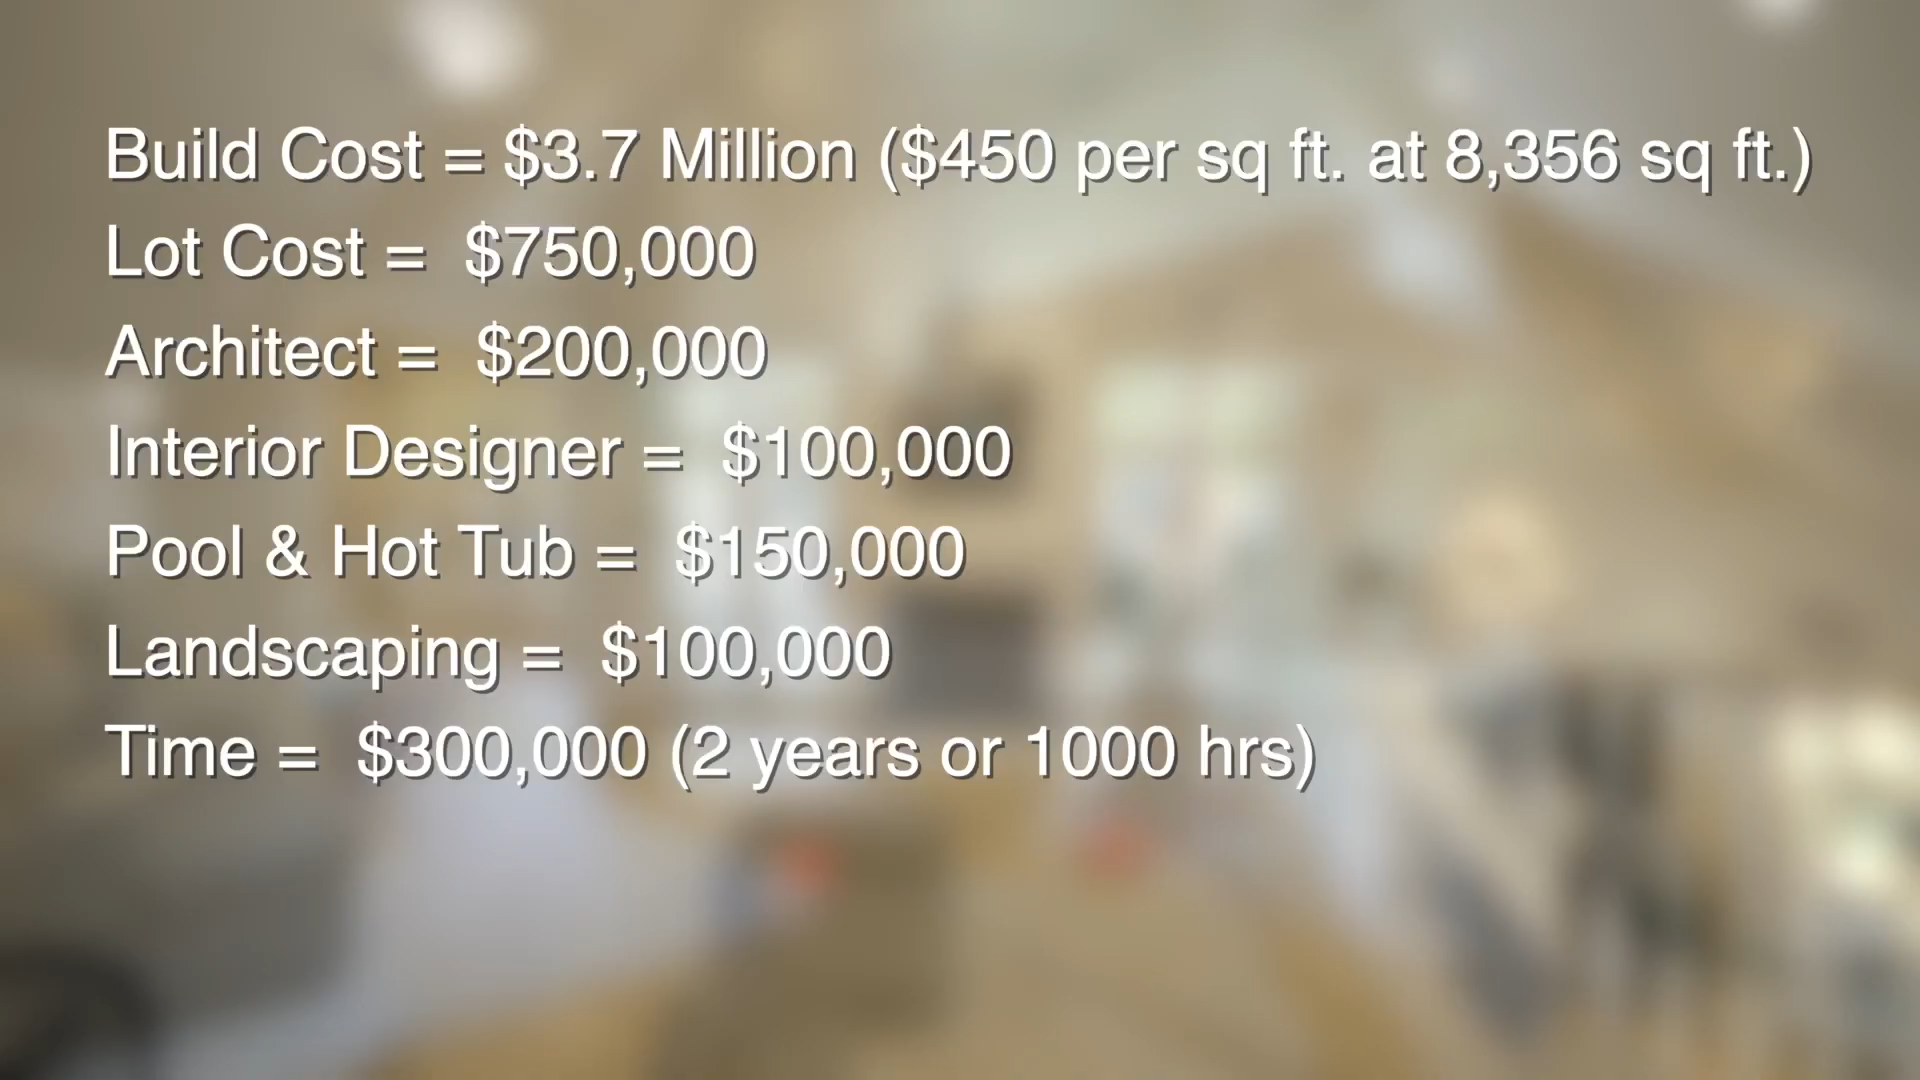 Build Cost = $3.7 Million ($450 per sq ft. at 8,356 sq ft.)
Lot Cost = $750,000
Architect = $200,000
Interior Designer = $100,000
Pool & Hot Tub = $150,000
Landscaping = $100,000
Time = $300,000 (2 years or 1000 hrs)